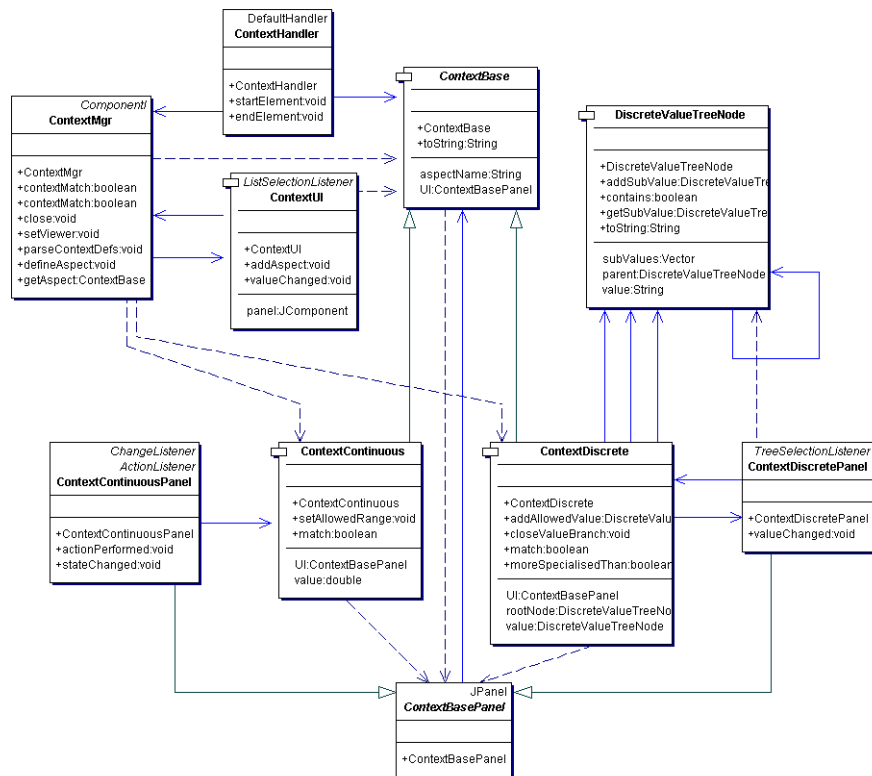 DefaultHandler
ContextHandler
+ContextHandler
+startElement:void
+endElement:void
ContextBase
+ContextBase
+toString:String
aspectName:String
UI:ContextBasePanel
ComponentI
ContextMgr
+ContextMgr
+contextMatch:boolean
+contextMatch:boolean
+close:void
+setViewer:void
+parseContextDefs:void
+defineAspect:void
+getAspect:ContextBase
ListSelectionListener
ContextUI
+ContextUI
+addAspect:void
+valueChanged:void
panel:JComponent
DiscreteValueTreeNode
+DiscreteValueTreeNode
+addSubValue:DiscreteValueTre
+contains:boolean
+getSubValue:DiscreteValueTre
+toString:String
subValues:Vector
parent:DiscreteValueTreeNode
value:String
ChangeListener
ActionListener
ContextContinuousPanel
+ContextContinuousPanel
+actionPerformed:void
+stateChanged:void
ContextContinuous
+ContextContinuous
+setAllowedRange:void
+match:boolean
UI:ContextBasePanel
value:double
ContextDiscrete
+ContextDiscrete
+addAllowedValue:DiscreteValu
+closeValueBranch:void
+match:boolean
+moreSpecialisedThan:boolean
UI:ContextBasePanel
rootNode:DiscreteValueTreeNo
value:DiscreteValueTreeNode
TreeSelectionListener
ContextDiscretePanel
+ContextDiscretePanel
+valueChanged:void
JPanel
ContextBasePanel
+ContextBasePanel